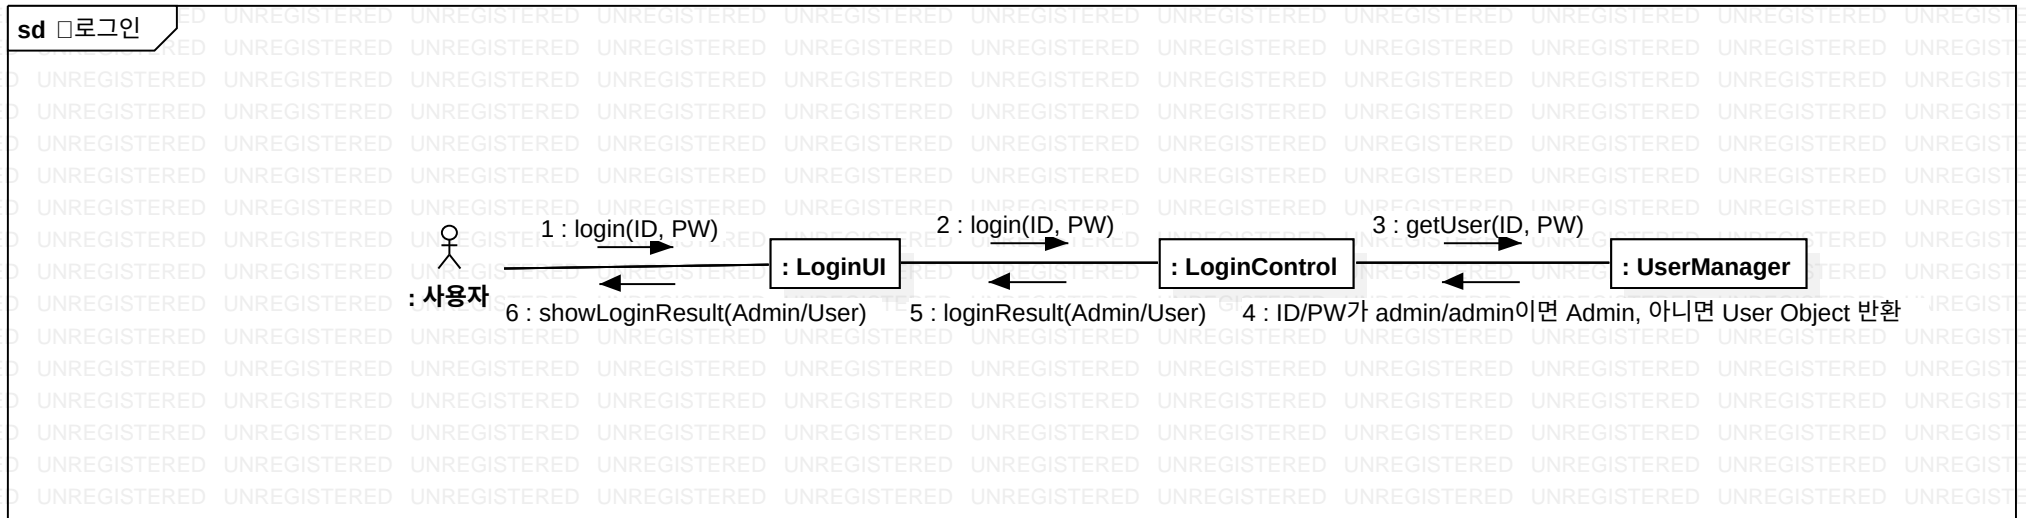 sd 로그인
1 : login(ID, PW)
2 : login(ID, PW)
3 : getUser(ID, PW)
: 사용자
: LoginUI
: LoginControl
: UserManager
6 : showLoginResult(Admin/User)
5 : loginResult(Admin/User)
4 : ID/PW가 admin/admin이면 Admin, 아니면 User Object 반환
UNREGISTERED